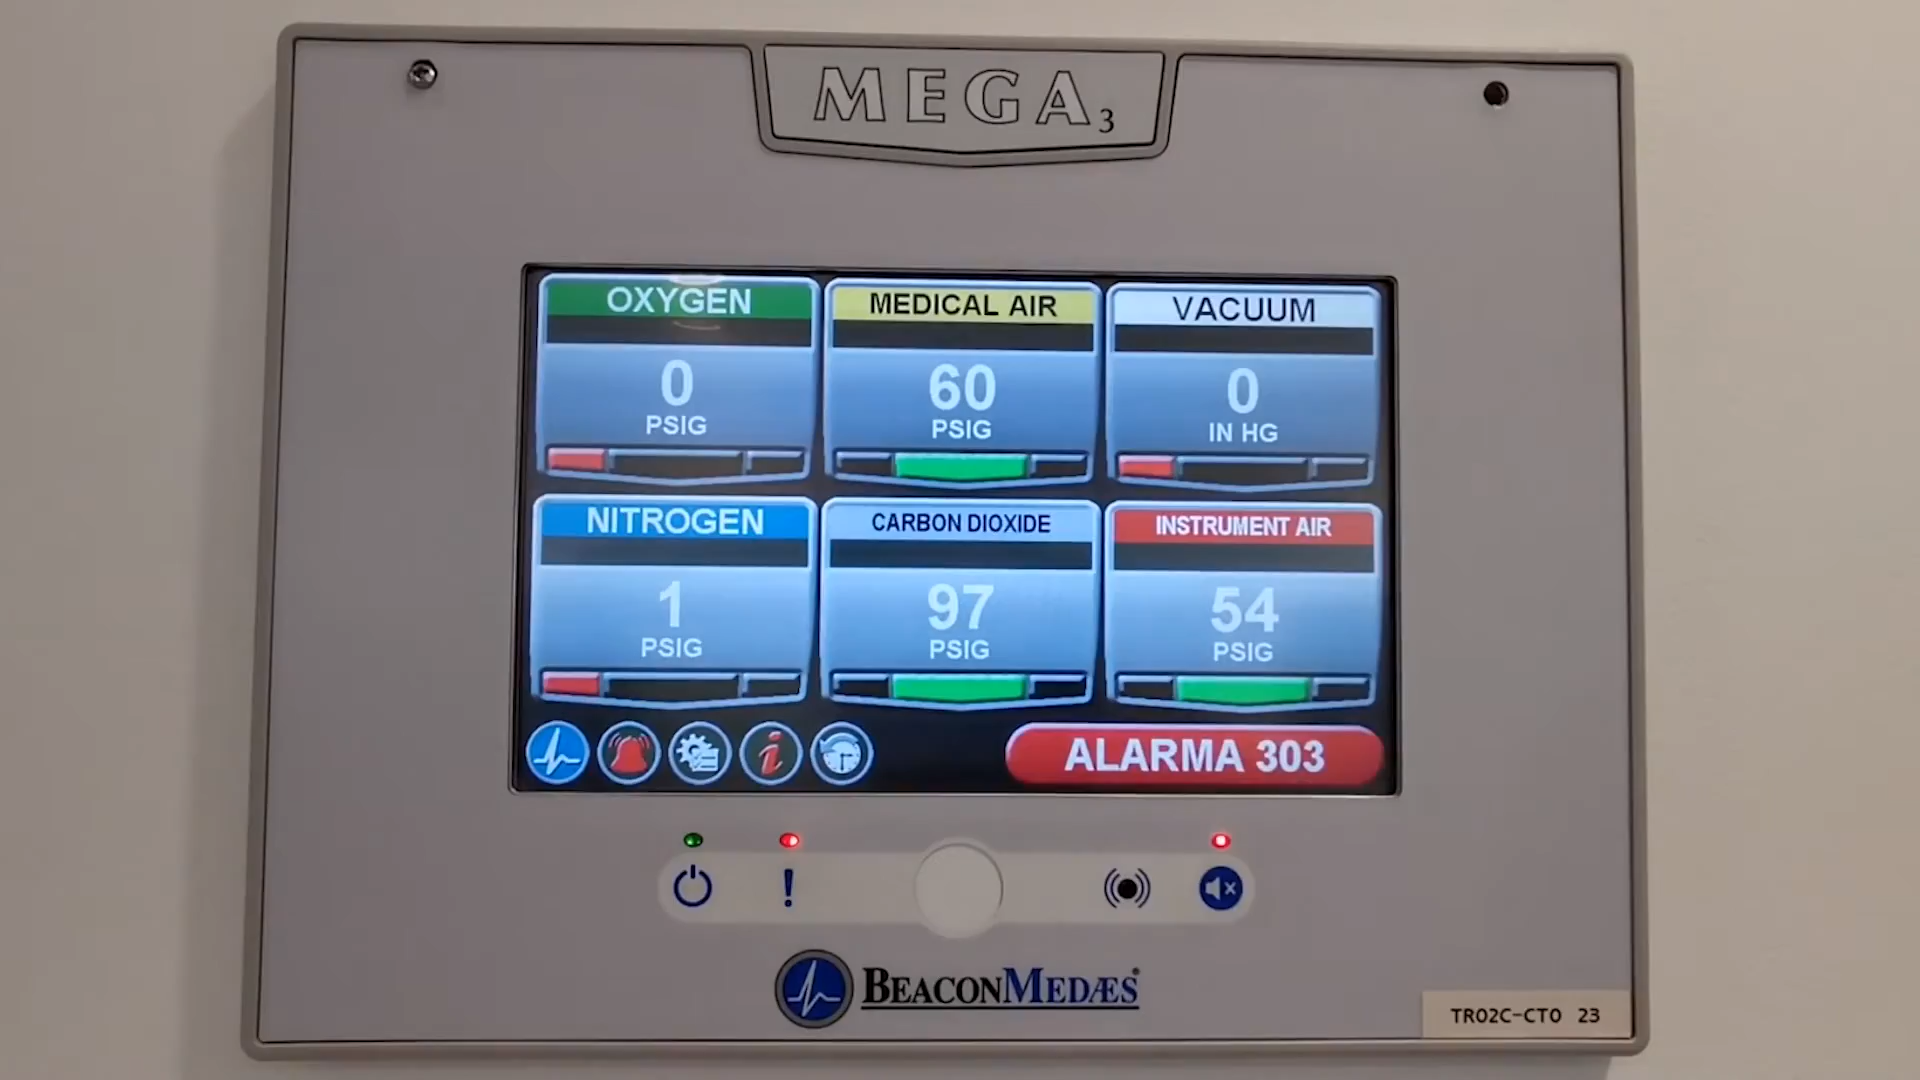 MEGA3
OXYGEN
0
PSIG
MEDICAL AIR
60
PSIG
VACUUM
0
IN HG
NITROGEN
1
PSIG
CARBON DIOXIDE
97
PSIG
INSTRUMENT AIR
54
PSIG
ALARMA 303
BEACONMEDÆS®
TR02C-CTO 23